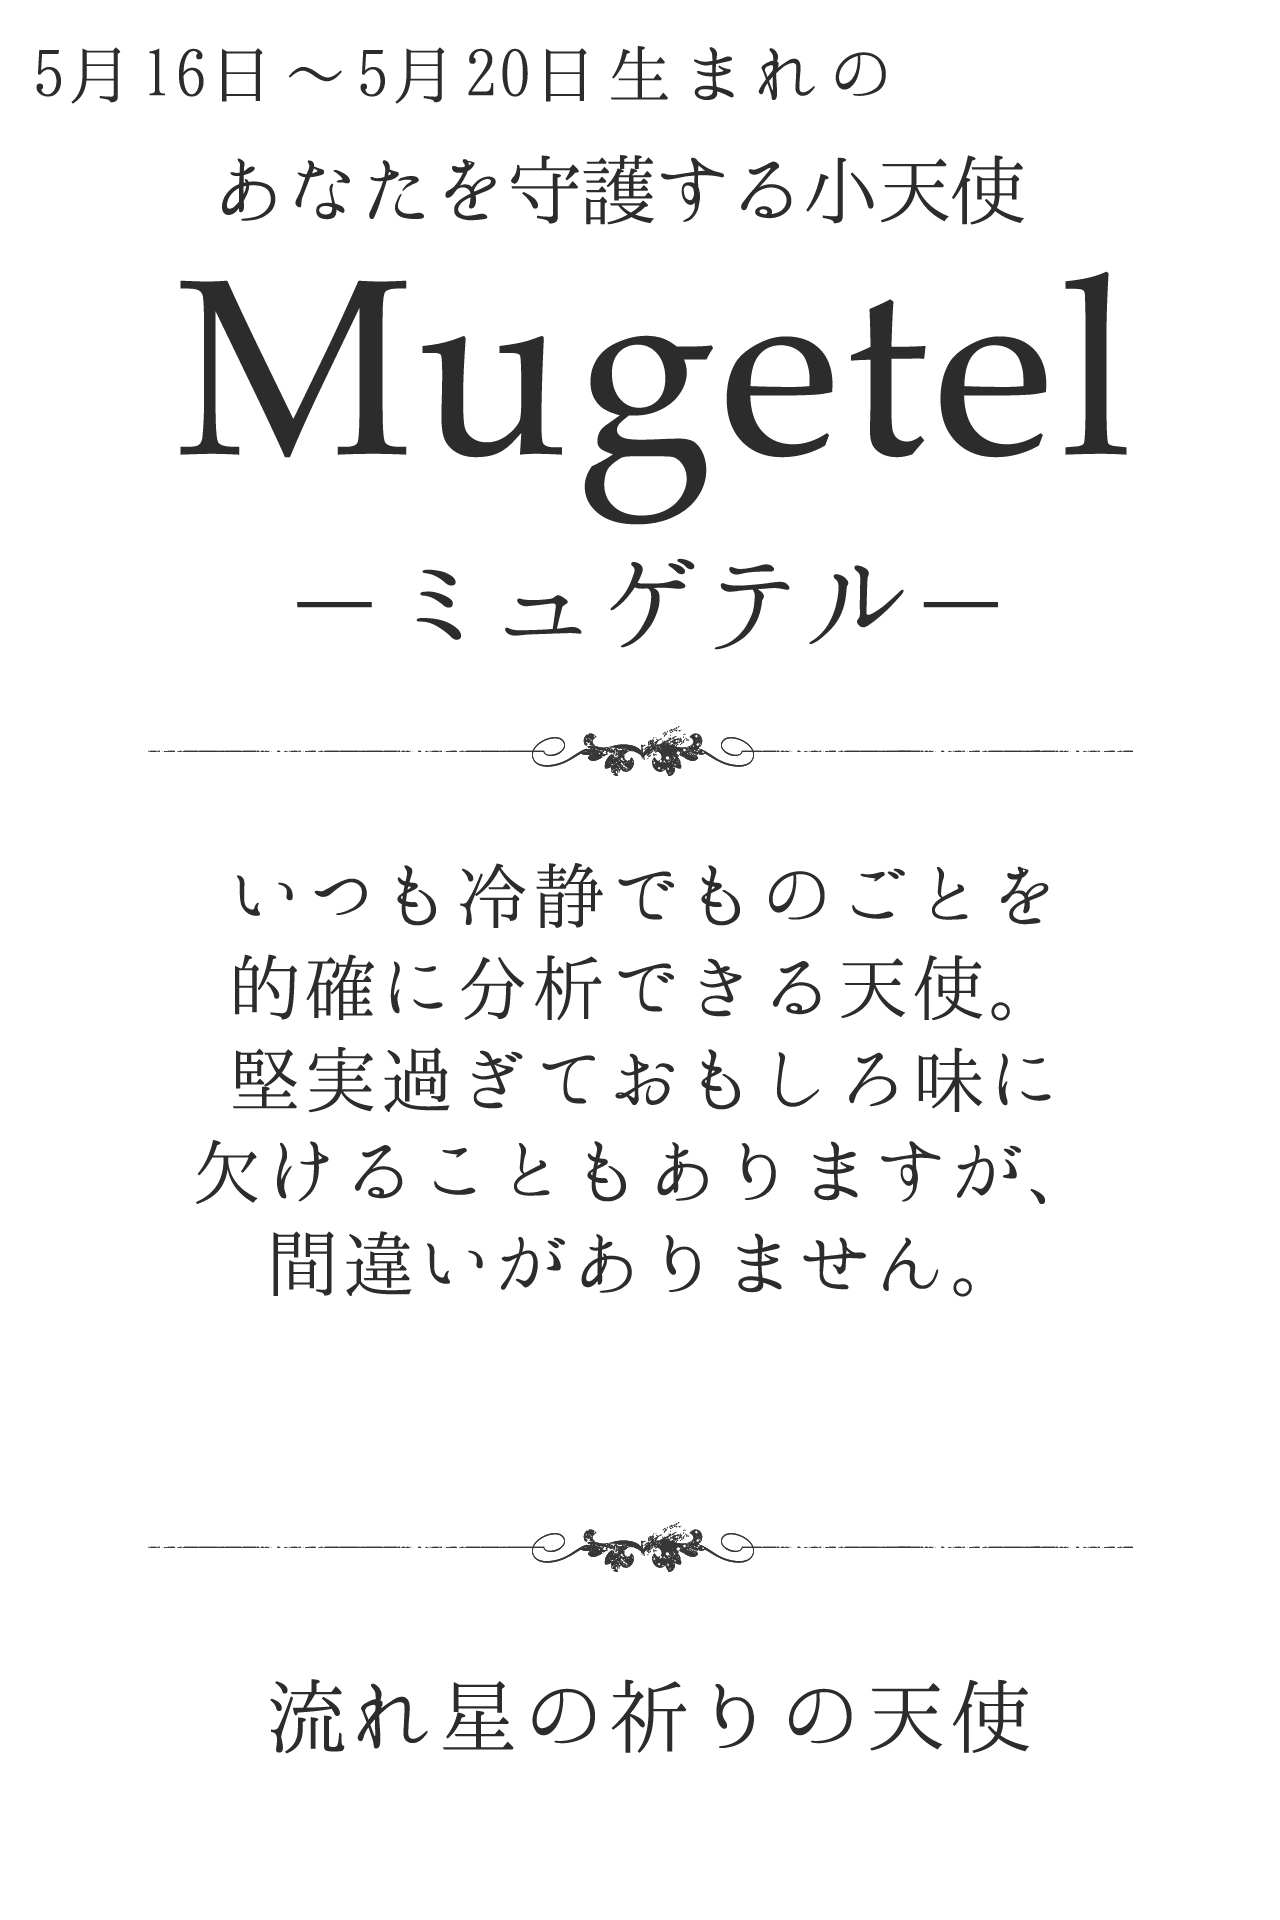 5月16日～5月20日生まれの
あなたを守護する小天使
Mugetel
－ミュゲテル－
いつも冷静でものごとを
的確に分析できる天使。
堅実過ぎておもしろ味に
欠けることもありますが、
間違いがありません。
流れ星の祈りの天使